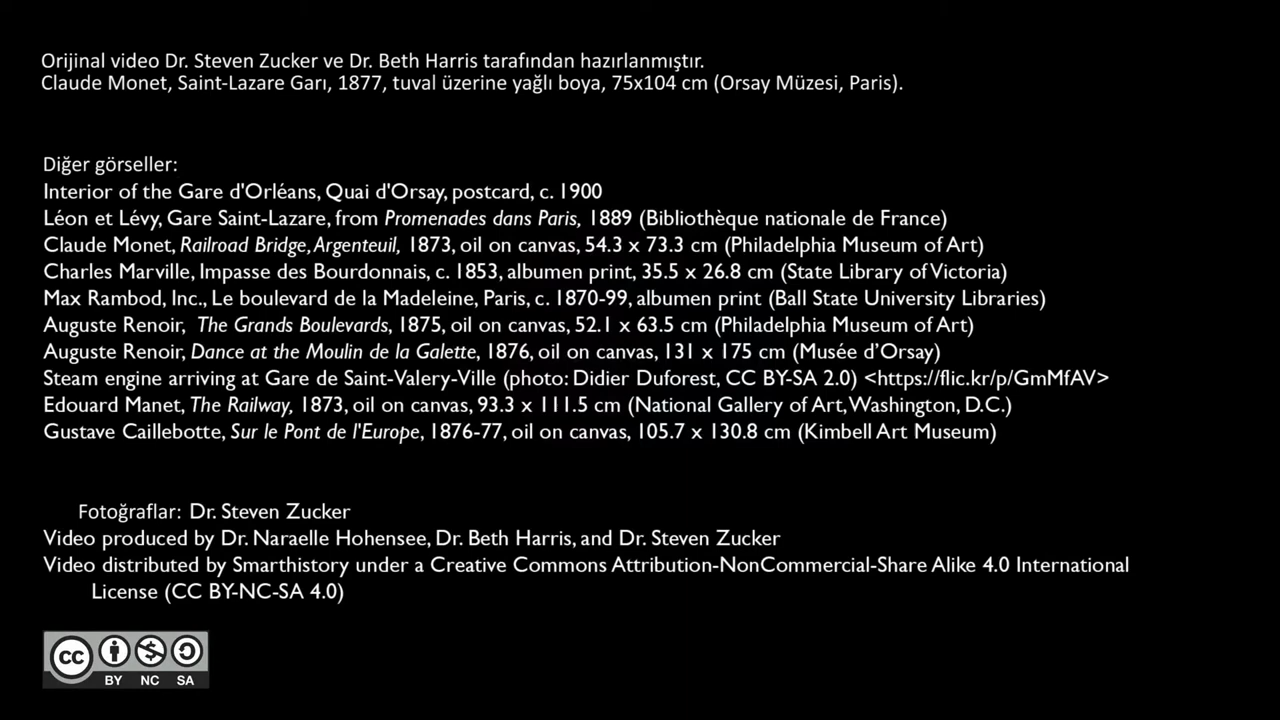 Orijinal video Dr. Steven Zucker ve Dr. Beth Harris tarafından hazırlanmıştır.
Claude Monet, Saint-Lazare Garı, 1877, tuval üzerine yağlı boya, 75x104 cm (Orsay Müzesi, Paris).
Diğer görseller:
Interior of the Gare d'Orléans, Quai d'Orsay, postcard, c. 1900
Léon et Lévy, Gare Saint-Lazare, from Promenades dans Paris, 1889 (Bibliothèque nationale de France)
Claude Monet, Railroad Bridge, Argenteuil, 1873, oil on canvas, 54.3 x 73.3 cm (Philadelphia Museum of Art)
Charles Marville, Impasse des Bourdonnais, c. 1853, albumen print, 35.5 x 26.8 cm (State Library of Victoria)
Max Rambod, Inc., Le boulevard de la Madeleine, Paris, c. 1870-99, albumen print (Ball State University Libraries)
Auguste Renoir, The Grands Boulevards, 1875, oil on canvas, 52.1 x 63.5 cm (Philadelphia Museum of Art)
Auguste Renoir, Dance at the Moulin de la Galette, 1876, oil on canvas, 131 x 175 cm (Musée d’Orsay)
Steam engine arriving at Gare de Saint-Valery-Ville (photo: Didier Duforest, CC BY-SA 2.0) <https://flic.kr/p/GmMfAV>
Edouard Manet, The Railway, 1873, oil on canvas, 93.3 x 111.5 cm (National Gallery of Art, Washington, D.C.)
Gustave Caillebotte, Sur le Pont de l'Europe, 1876-77, oil on canvas, 105.7 x 130.8 cm (Kimbell Art Museum)
Fotoğraflar: Dr. Steven Zucker
Video produced by Dr. Naraelle Hohensee, Dr. Beth Harris, and Dr. Steven Zucker
Video distributed by Smarthistory under a Creative Commons Attribution-NonCommercial-Share Alike 4.0 International
License (CC BY-NC-SA 4.0)
cc BY NC SA